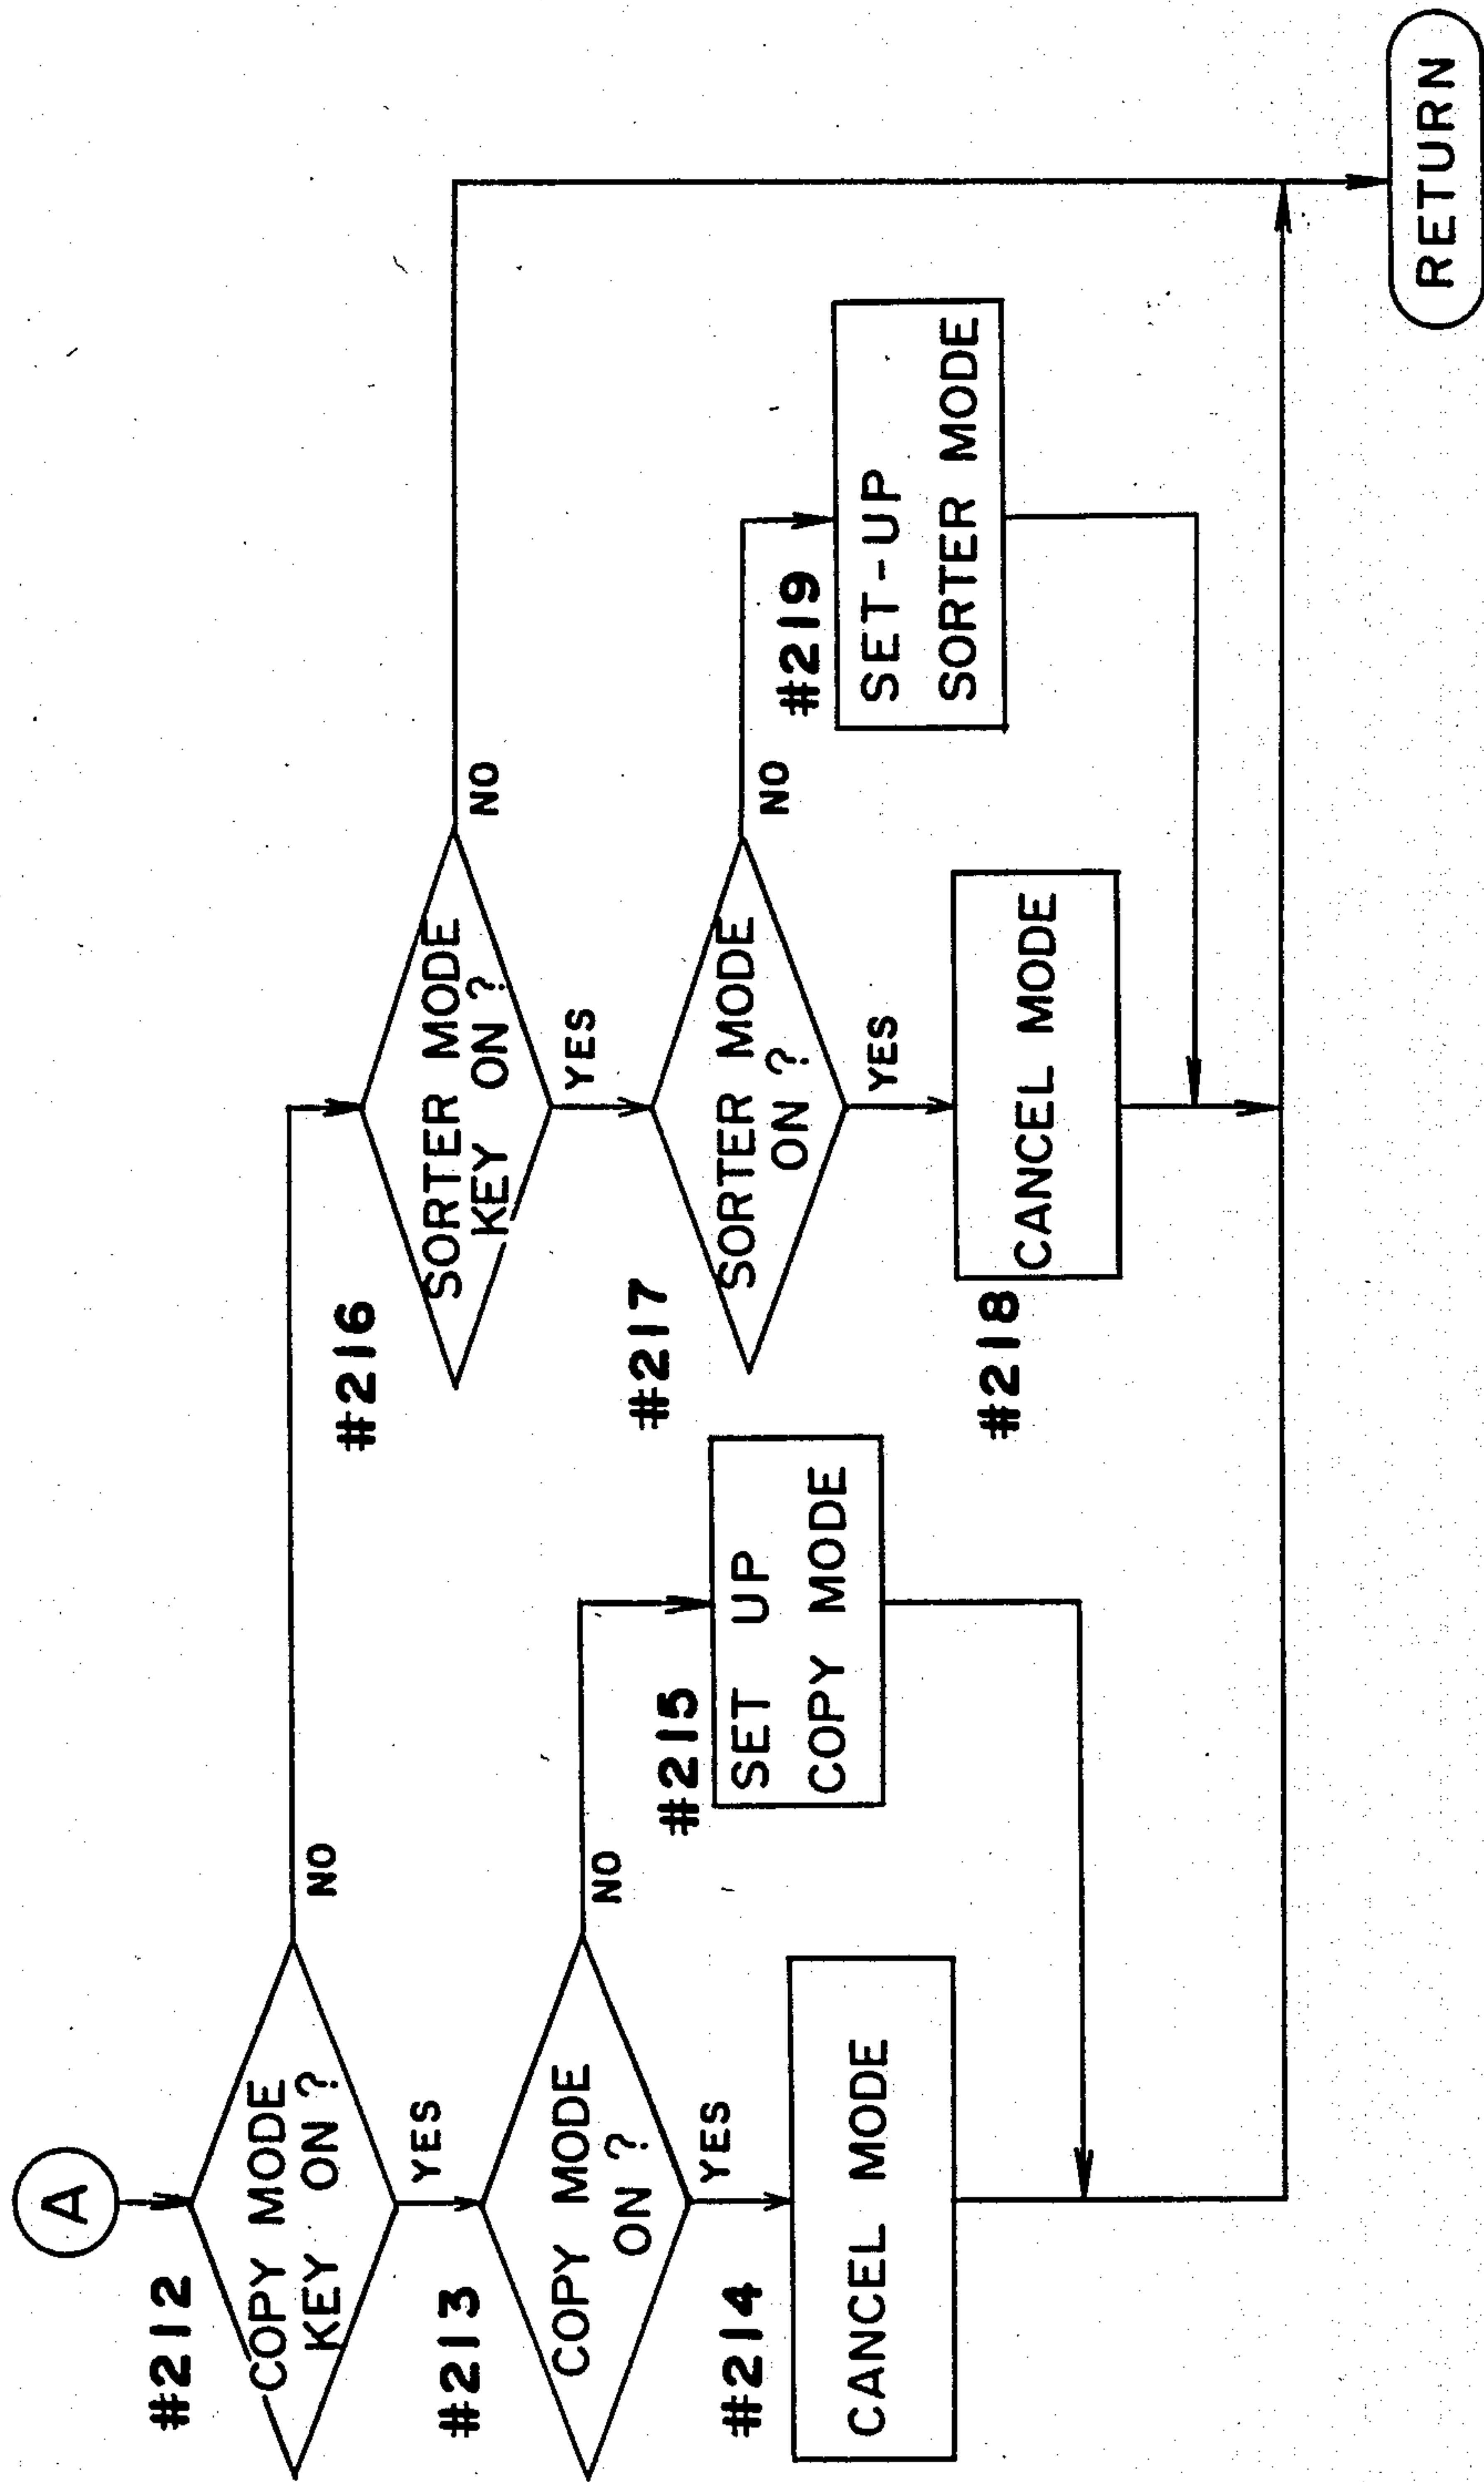 A
#212
COPY MODE
KEY ON ?
NO
YES
#213
COPY MODE
ON ?
NO
YES
#214
CANCEL MODE
#215
SET UP
COPY MODE
#216
SORTER MODE
KEY ON ?
NO
YES
#217
SORTER MODE
ON ?
NO
YES
#218
CANCEL MODE
#219
SET-UP
SORTER MODE
RETURN